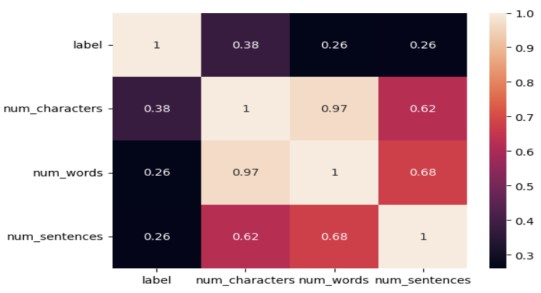 label 1 0.38 0.26 0.26
num_characters 0.38 1 0.97 0.62
num_words 0.26 0.97 1 0.68
num_sentences 0.26 0.62 0.68 1
label num_characters num_words num_sentences
1.0
0.9
0.8
0.7
0.6
0.5
0.4
0.3